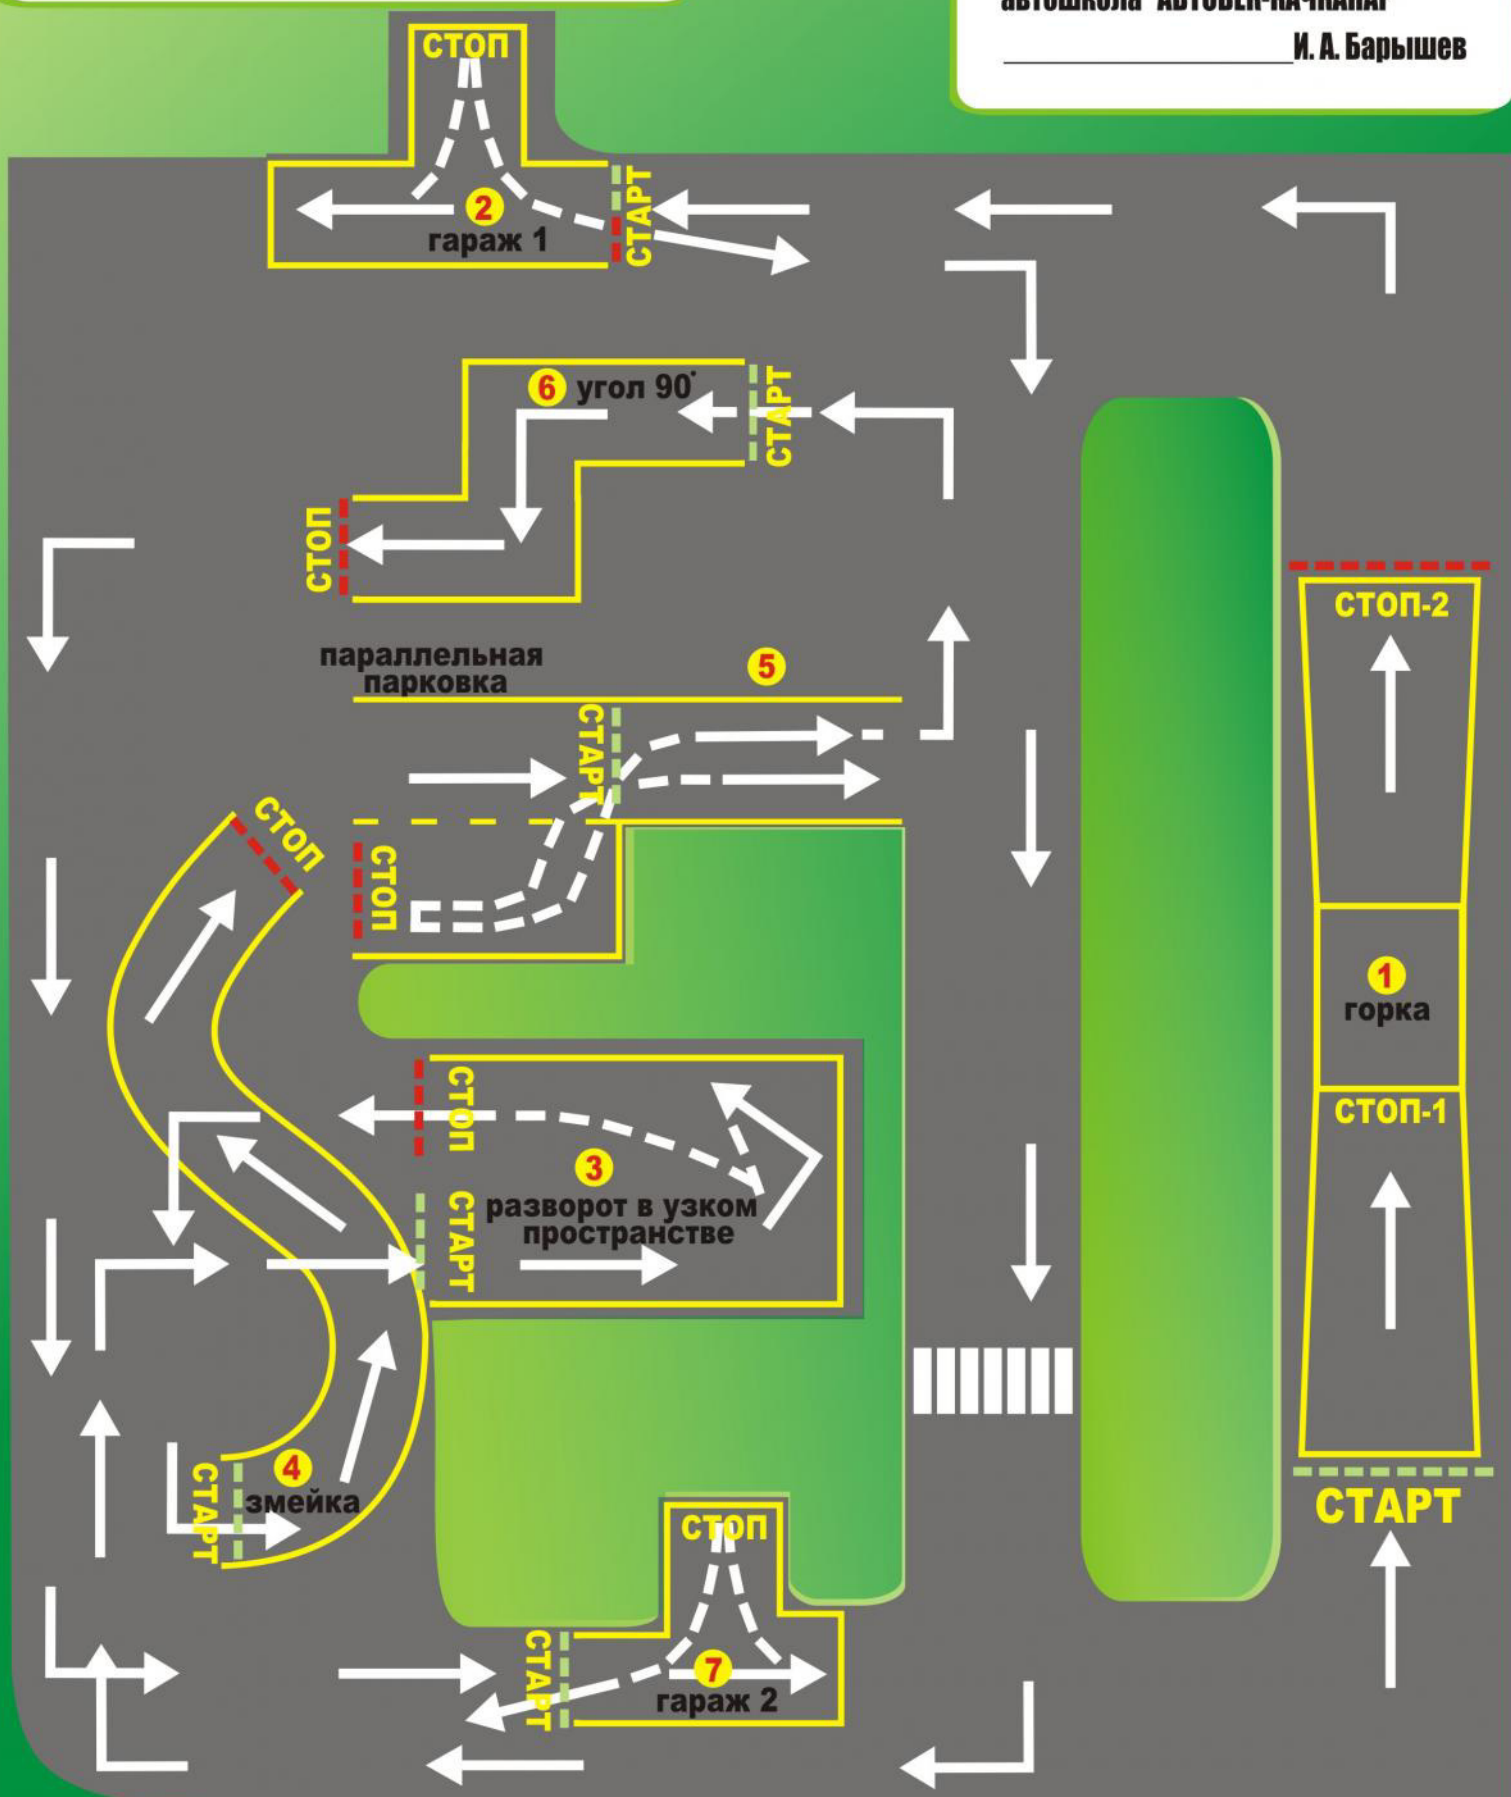 И. А. Барышев
СТОП
СТАРТ
2
гараж 1
6 угол 90°
СТАРТ
СТОП
СТОП-2
параллельная
парковка
5
СТАРТ
СТОП
СТОП
1
горка
СТОП-1
СТОП
3
разворот в узком
пространстве
СТАРТ
4
змейка
СТАРТ
СТАРТ
СТОП
СТАРТ
7
гараж 2